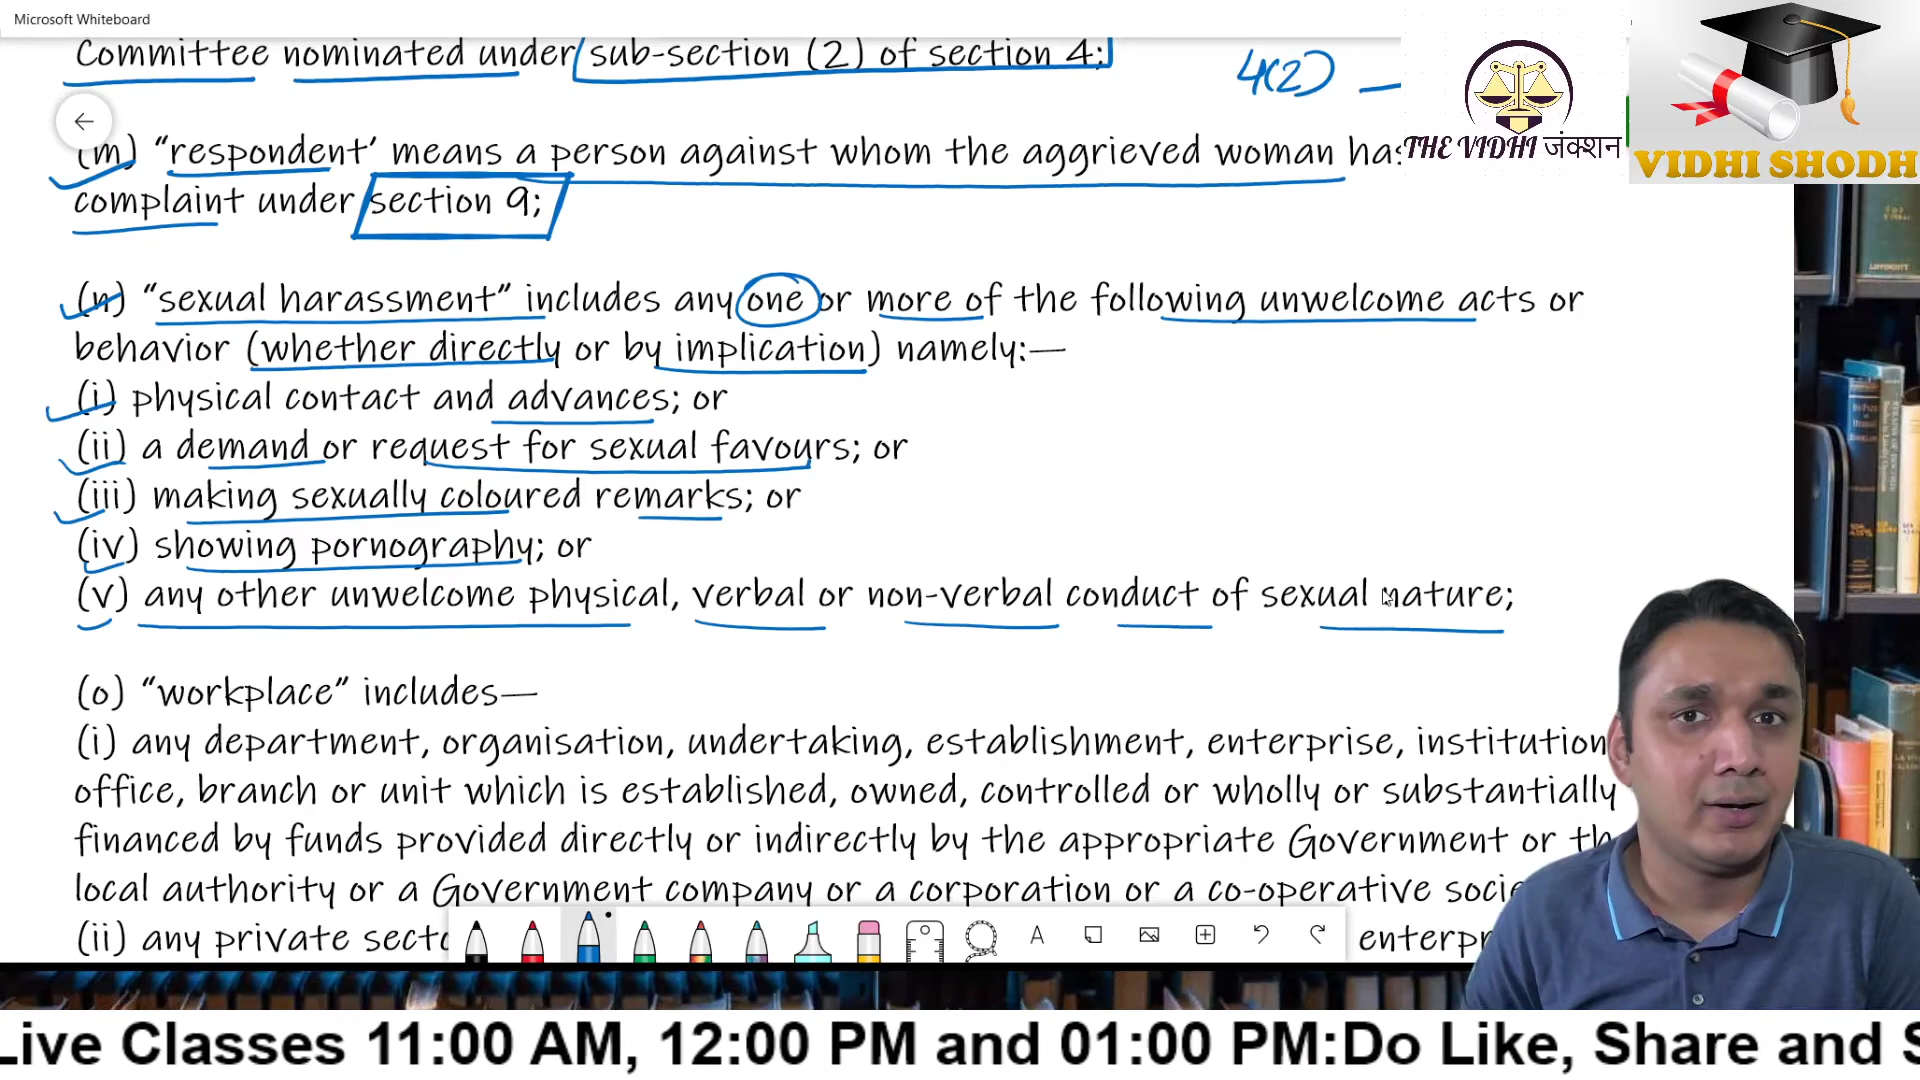 Microsoft Whiteboard
Committee nominated under sub-section (2) of section 4;
4(2) —
(m) “respondent’ means a person against whom the aggrieved woman has
complaint under section 9;
THE VIDHI जंक्शन
VIDHI SHODH
(n) “sexual harassment” includes any one or more of the following unwelcome acts or
behavior (whether directly or by implication) namely:—
(i) physical contact and advances; or
(ii) a demand or request for sexual favours; or
(iii) making sexually coloured remarks; or
(iv) showing pornography; or
(v) any other unwelcome physical, verbal or non-verbal conduct of sexual nature;
(o) “workplace” includes—
(i) any department, organisation, undertaking, establishment, enterprise, institution
office, branch or unit which is established, owned, controlled or wholly or substantially
financed by funds provided directly or indirectly by the appropriate Government or th
local authority or a Government company or a corporation or a co-operative socie
(ii) any private secto enterpr
Live Classes 11:00 AM, 12:00 PM and 01:00 PM:Do Like, Share and S